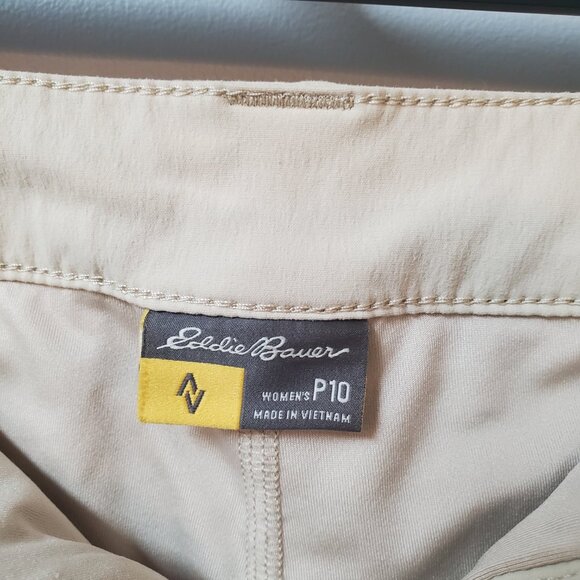 Eddie Bauer
WOMEN'S P10
MADE IN VIETNAM